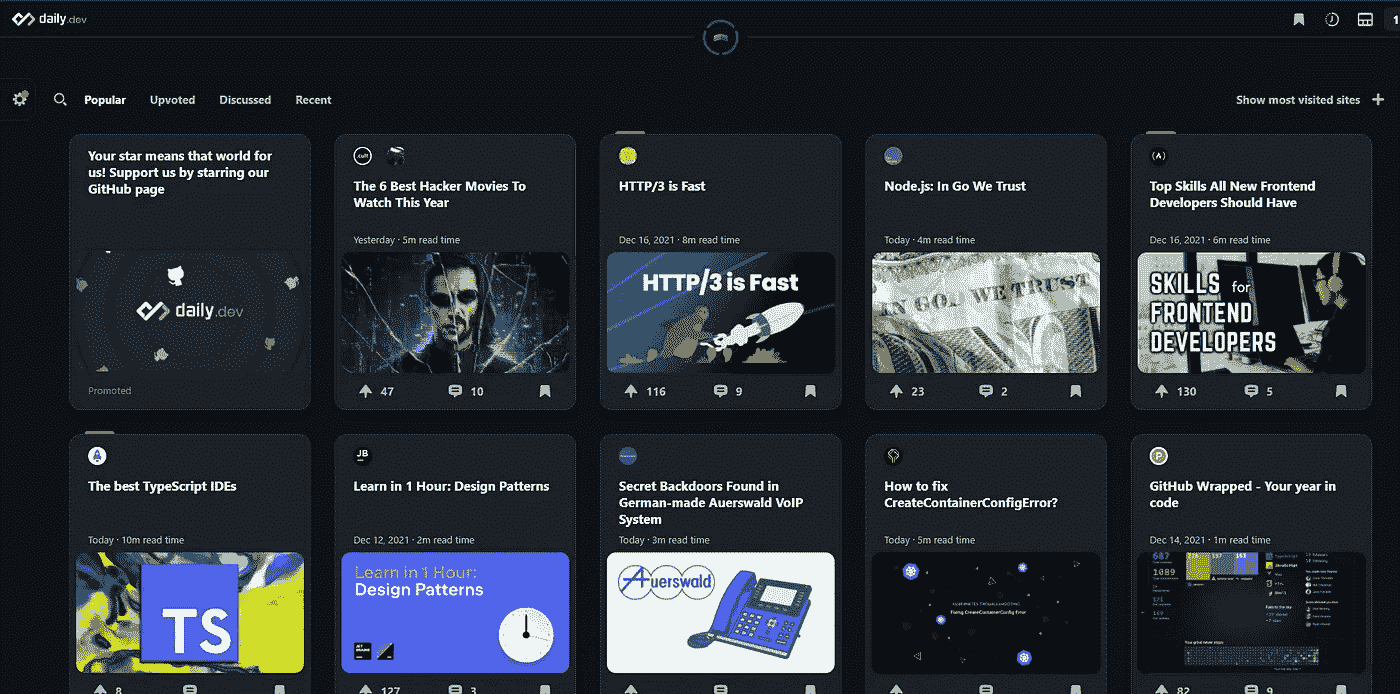 daily.dev
1
Popular Upvoted Discussed Recent
Show most visited sites
Your star means that world for
us! Support us by starring our
GitHub page
daily.dev
Promoted
.cult
The 6 Best Hacker Movies To
Watch This Year
Yesterday · 5m read time
47 10
HTTP/3 is Fast
Dec 16, 2021 · 8m read time
HTTP/3 is Fast
116 9
Node.js: In Go We Trust
Today · 4m read time
IN GO WE TRUST
23 2
Top Skills All New Frontend
Developers Should Have
Dec 16, 2021 · 6m read time
SKILLS for
FRONTEND
DEVELOPERS
130 5
The best TypeScript IDEs
Today · 10m read time
TS
8
JB
Learn in 1 Hour: Design Patterns
Dec 12, 2021 · 2m read time
Learn in 1 Hour:
Design Patterns
JET
BRAINS
127 3
Secret Backdoors Found in
German-made Auerswald VoIP
System
Today · 3m read time
Auerswald
How to fix
CreateContainerConfigError?
Today · 5m read time
Fixing CreateContainerConfig Error
P
GitHub Wrapped - Your year in
code
Dec 14, 2021 · 1m read time
687
1089
82 9